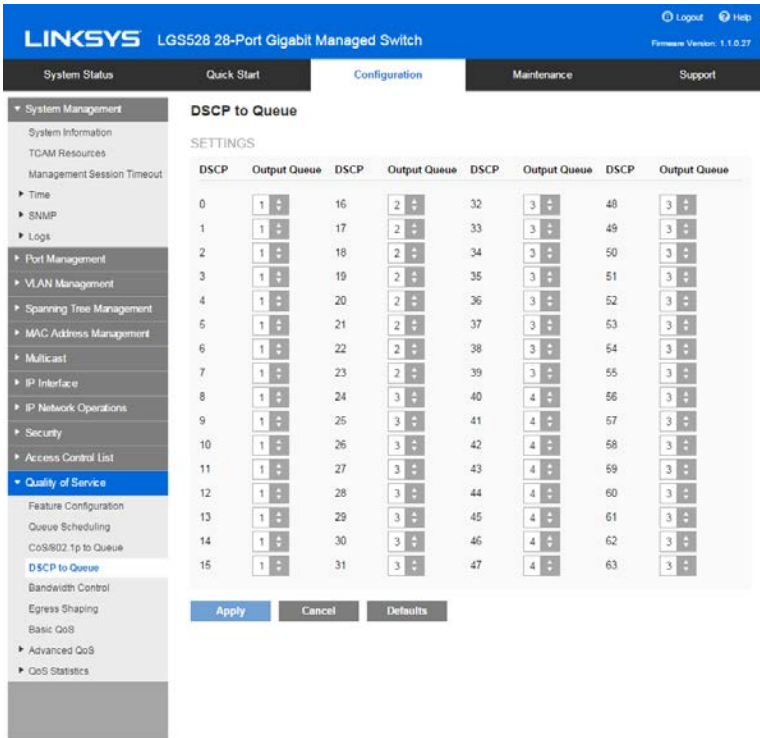 Logout Help
LINKSYS LGS528 28-Port Gigabit Managed Switch
Firmware Version: 1.1.0.27
System Status Quick Start Configuration Maintenance Support
System Management
System Information
TCAM Resources
Management Session Timeout
Time
SNMP
Logs
Port Management
VLAN Management
Spanning Tree Management
MAC Address Management
Multicast
IP Interface
IP Network Operations
Security
Access Control List
Quality of Service
Feature Configuration
Queue Scheduling
CoS/802.1p to Queue
DSCP to Queue
Bandwidth Control
Egress Shaping
Basic QoS
Advanced QoS
QoS Statistics
DSCP to Queue
SETTINGS
DSCP Output Queue DSCP Output Queue DSCP Output Queue DSCP Output Queue
0 1 16 2 32 3 48 3
1 1 17 2 33 3 49 3
2 1 18 2 34 3 50 3
3 1 19 2 35 3 51 3
4 1 20 2 36 3 52 3
5 1 21 2 37 3 53 3
6 1 22 2 38 3 54 3
7 1 23 2 39 3 55 3
8 1 24 3 40 4 56 3
9 1 25 3 41 4 57 3
10 1 26 3 42 4 58 3
11 1 27 3 43 4 59 3
12 1 28 3 44 4 60 3
13 1 29 3 45 4 61 3
14 1 30 3 46 4 62 3
15 1 31 3 47 4 63 3
Apply Cancel Defaults